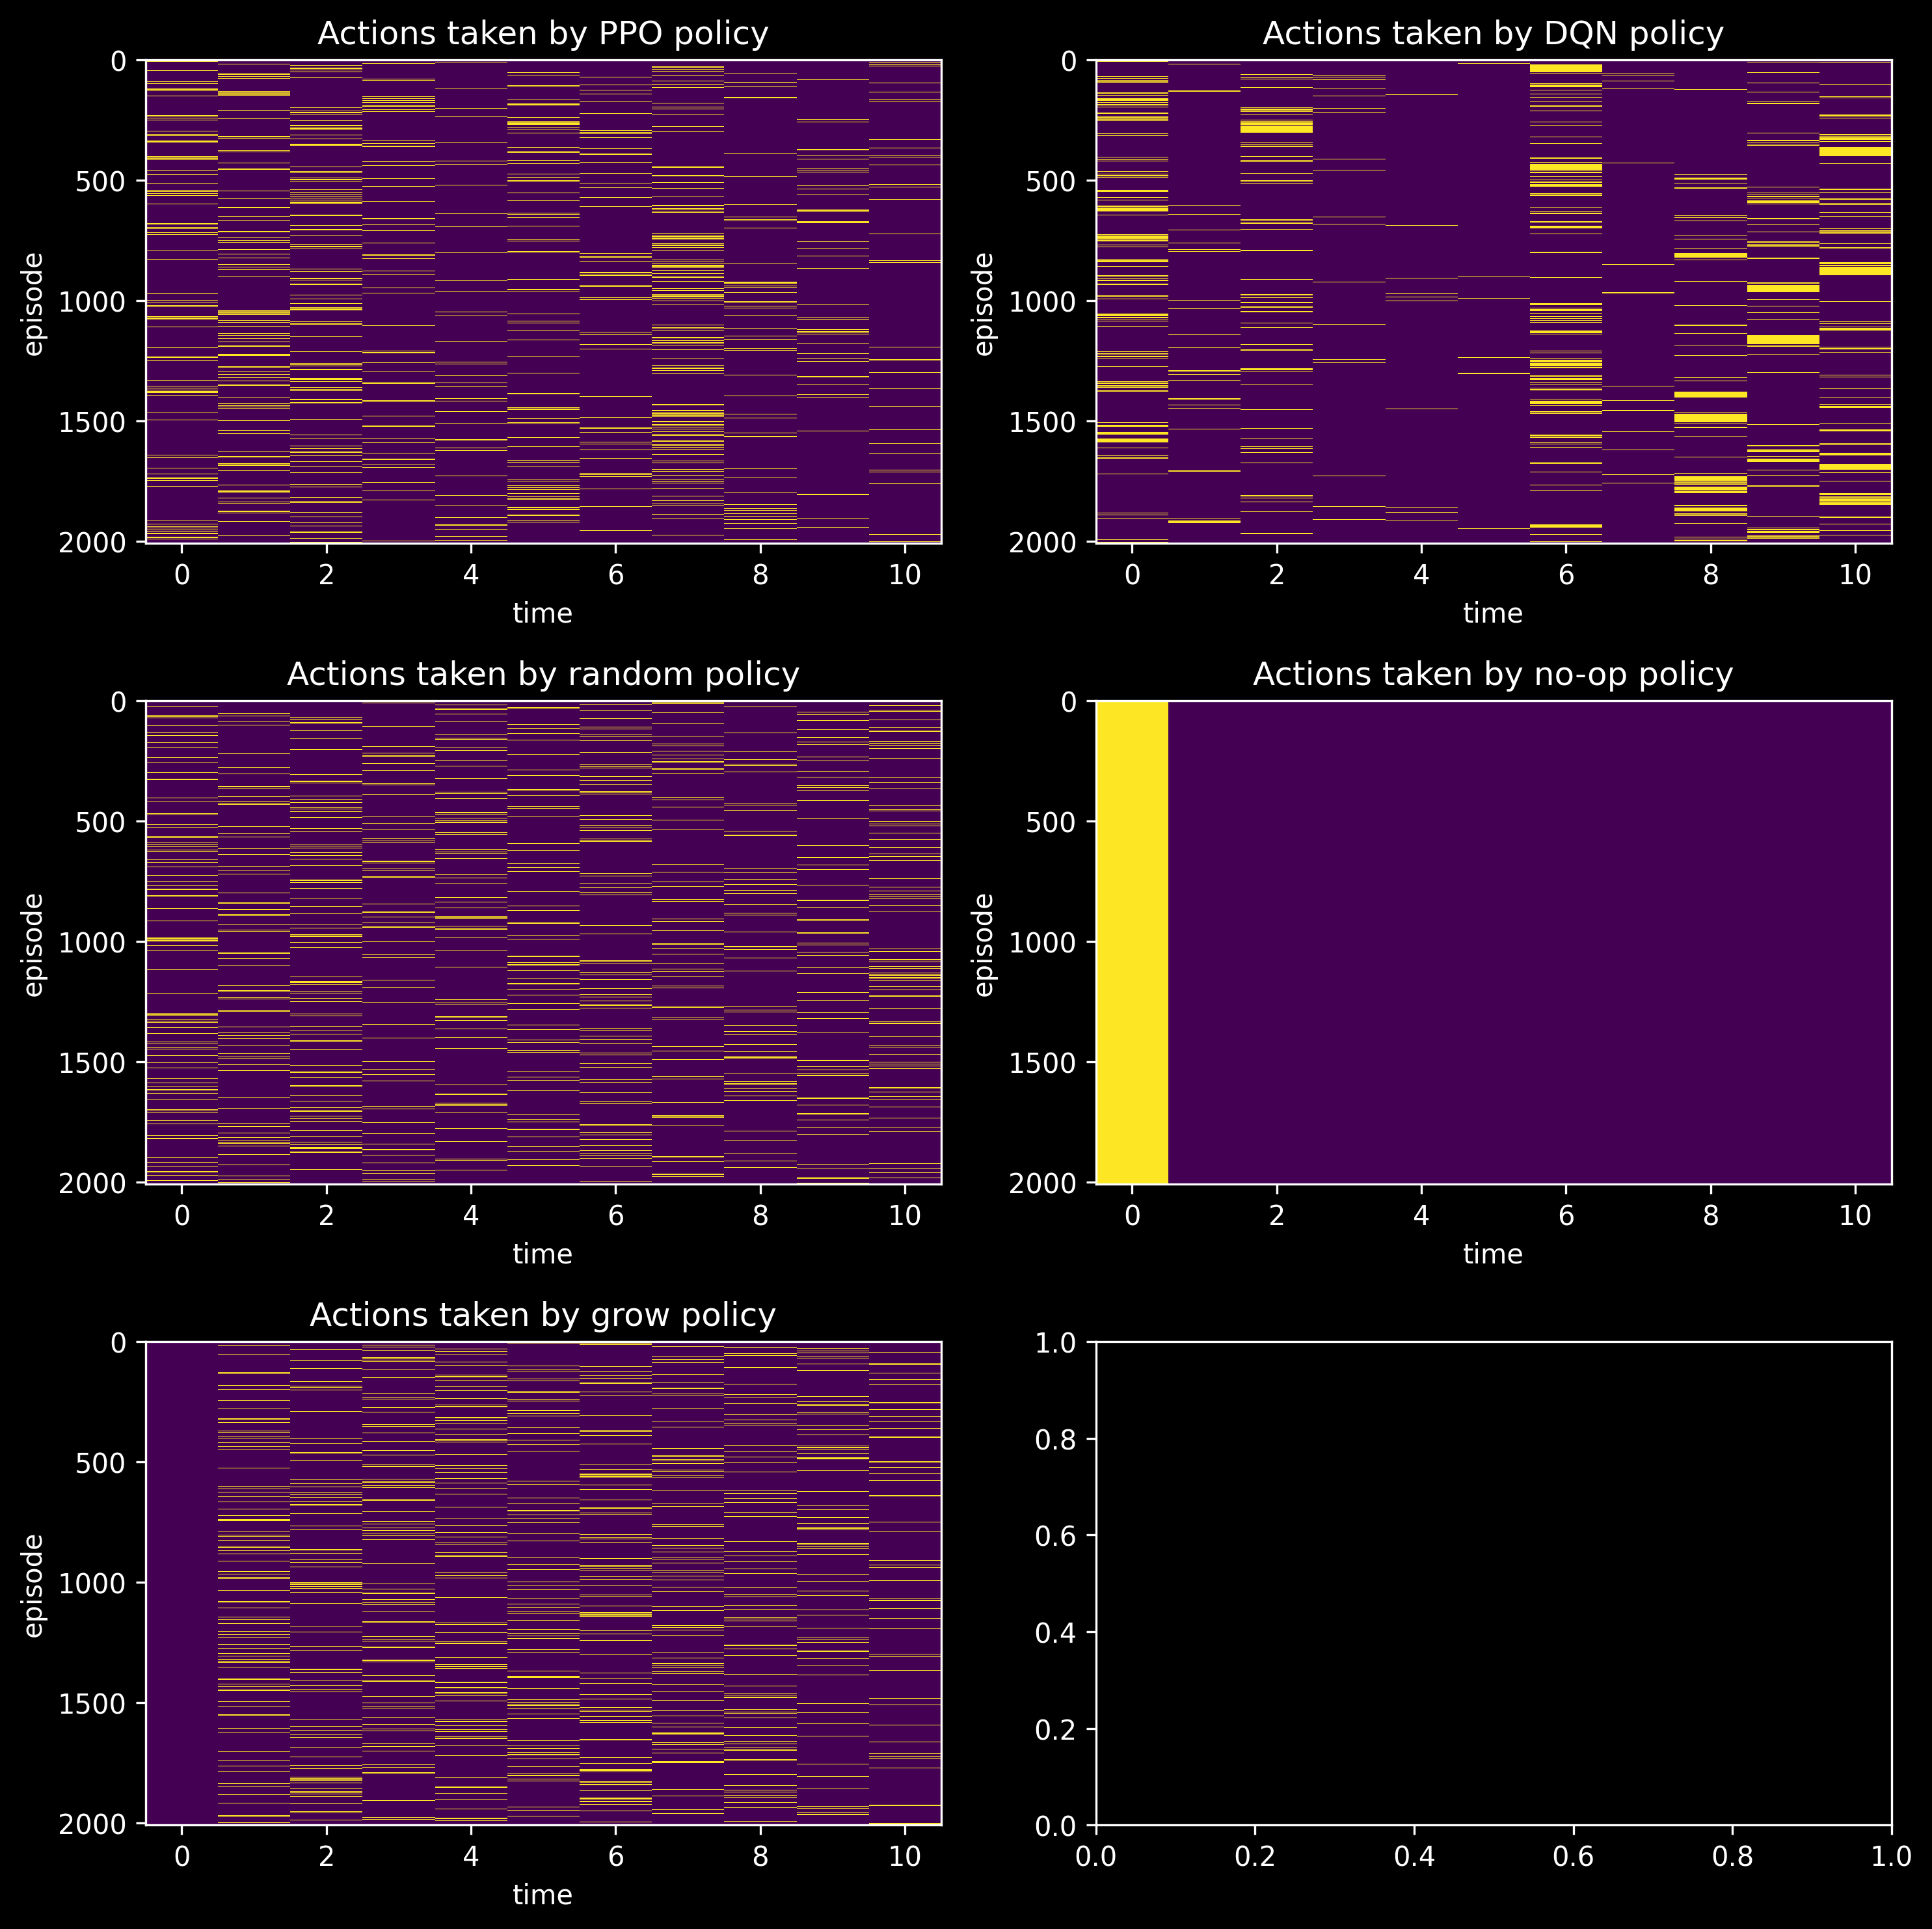 Actions taken by PPO policy
0
500
1000
1500
2000
episode
0 2 4 6 8 10
time
Actions taken by DQN policy
0
500
1000
1500
2000
episode
0 2 4 6 8 10
time
Actions taken by random policy
0
500
1000
1500
2000
episode
0 2 4 6 8 10
time
Actions taken by no-op policy
0
500
1000
1500
2000
episode
0 2 4 6 8 10
time
Actions taken by grow policy
0
500
1000
1500
2000
episode
0 2 4 6 8 10
time
1.0
0.8
0.6
0.4
0.2
0.0
0.0 0.2 0.4 0.6 0.8 1.0